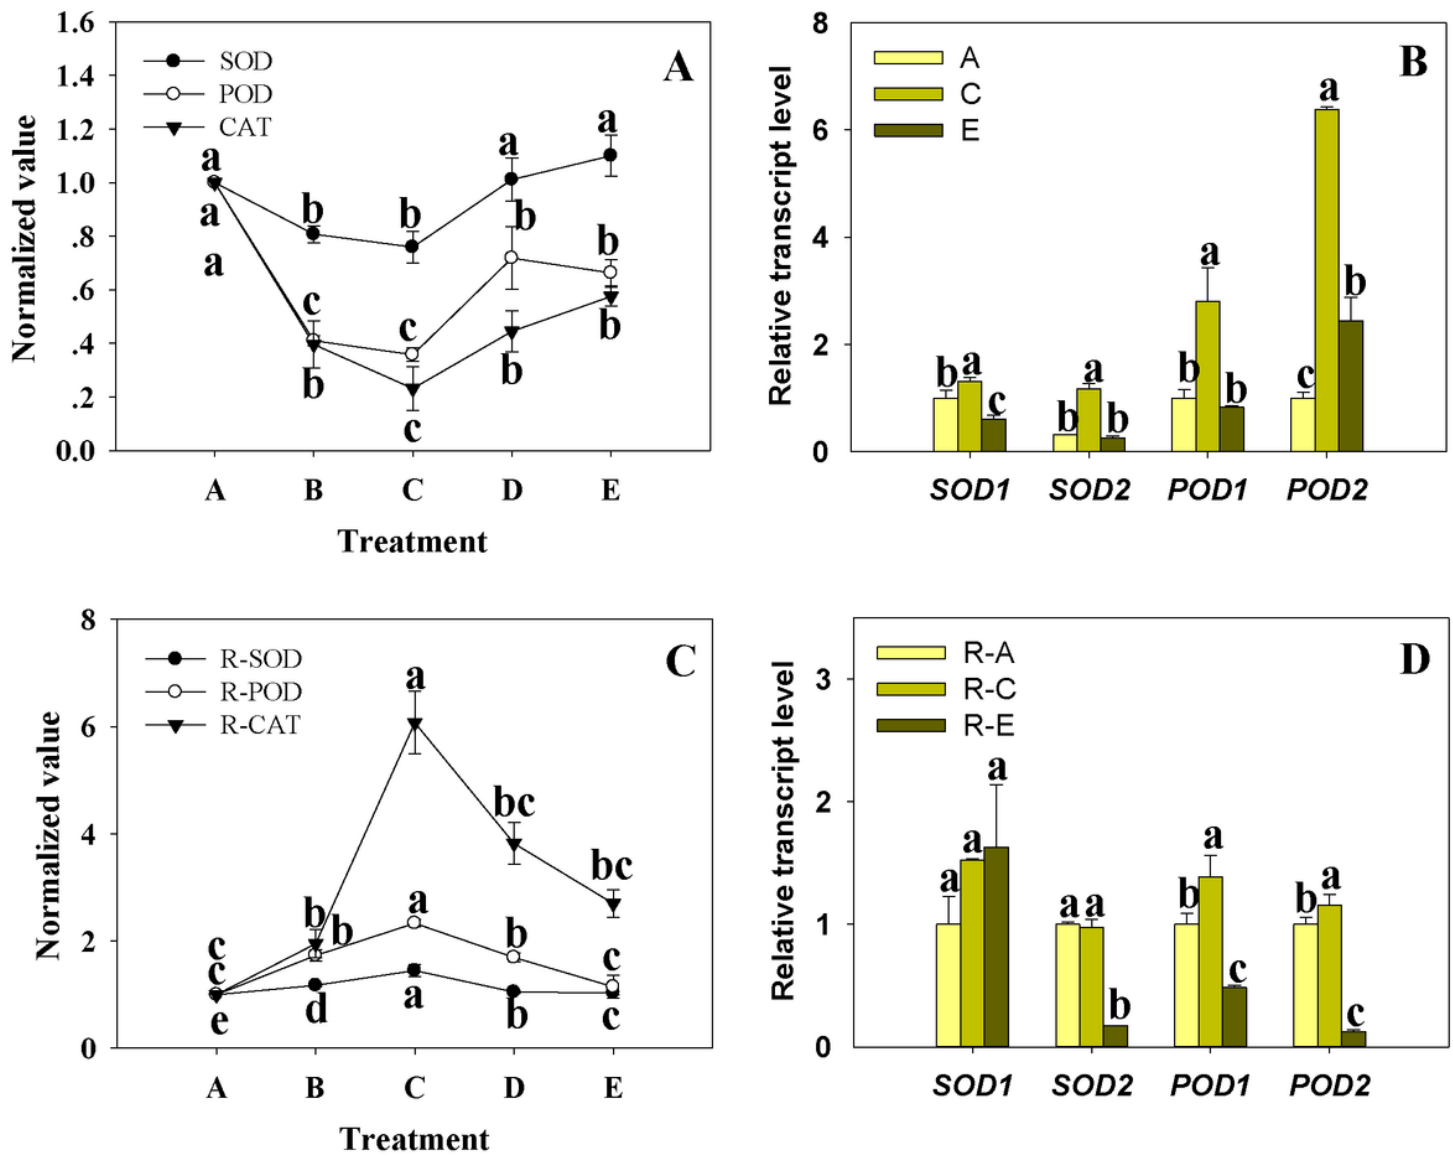 A
SOD
POD
CAT
Normalized value
1.6
1.4
1.2
1.0
.8
.6
.4
.2
0.0
a
a
a
b
c
b
b
c
c
a
b
b
a
b
b
A B C D E
Treatment
B
A
C
E
Relative transcript level
8
6
4
2
0
b a c
b a b
b a b
c a b
SOD1 SOD2 POD1 POD2
C
R-SOD
R-POD
R-CAT
Normalized value
8
6
4
2
0
c
c
e
b
b
d
a
a
a
bc
b
b
bc
c
c
A B C D E
Treatment
D
R-A
R-C
R-E
Relative transcript level
3
2
1
0
a a a
a a b
b a c
b a c
SOD1 SOD2 POD1 POD2